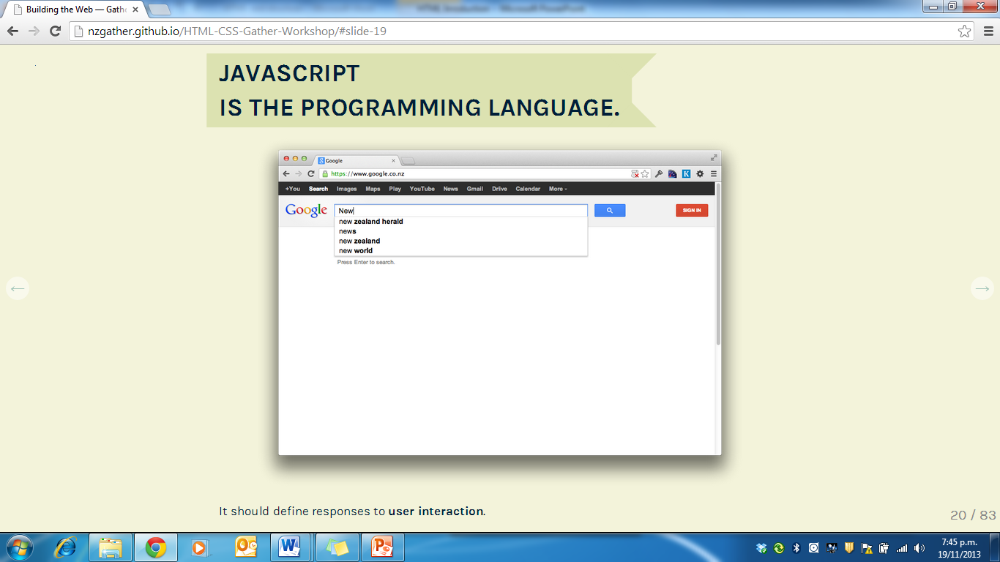 Building the Web — Gath
HTML Introduction - Microsoft PowerPoint
nzgather.github.io/HTML-CSS-Gather-Workshop/#slide-19
JAVASCRIPT
IS THE PROGRAMMING LANGUAGE.
Google
https://www.google.co.nz
+You Search Images Maps Play YouTube News Gmail Drive Calendar More
Google New SIGN IN
new zealand herald
news
new zealand
new world
Press Enter to search.
It should define responses to user interaction.
20 / 83
7:45 p.m.
19/11/2013